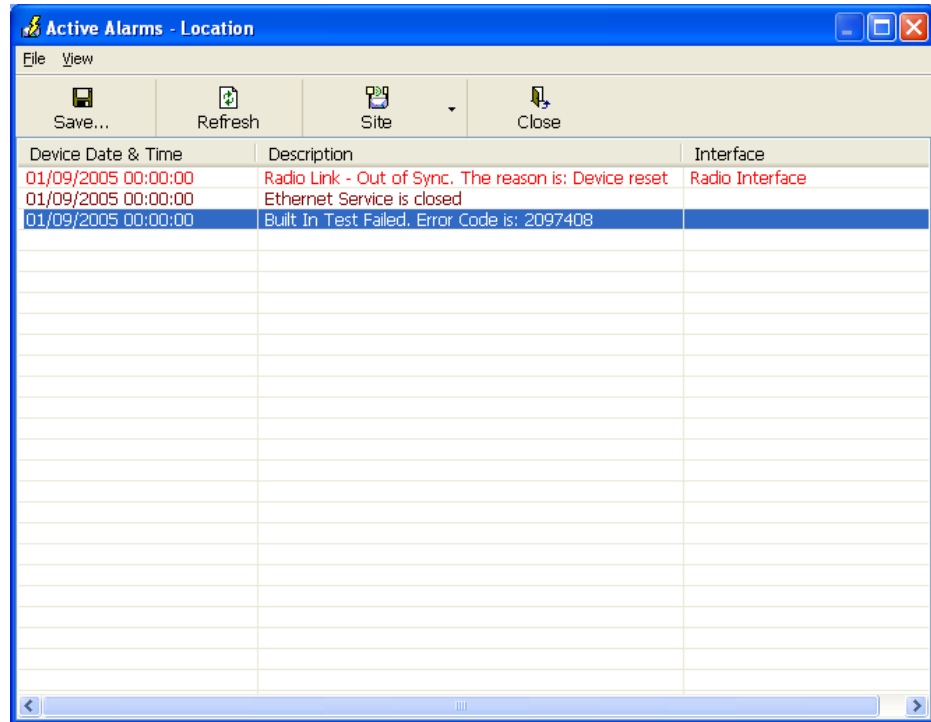 Active Alarms - Location
File View
Save... Refresh Site Close
Device Date & Time Description Interface
01/09/2005 00:00:00 Radio Link - Out of Sync. The reason is: Device reset Radio Interface
01/09/2005 00:00:00 Ethernet Service is closed
01/09/2005 00:00:00 Built In Test Failed. Error Code is: 2097408